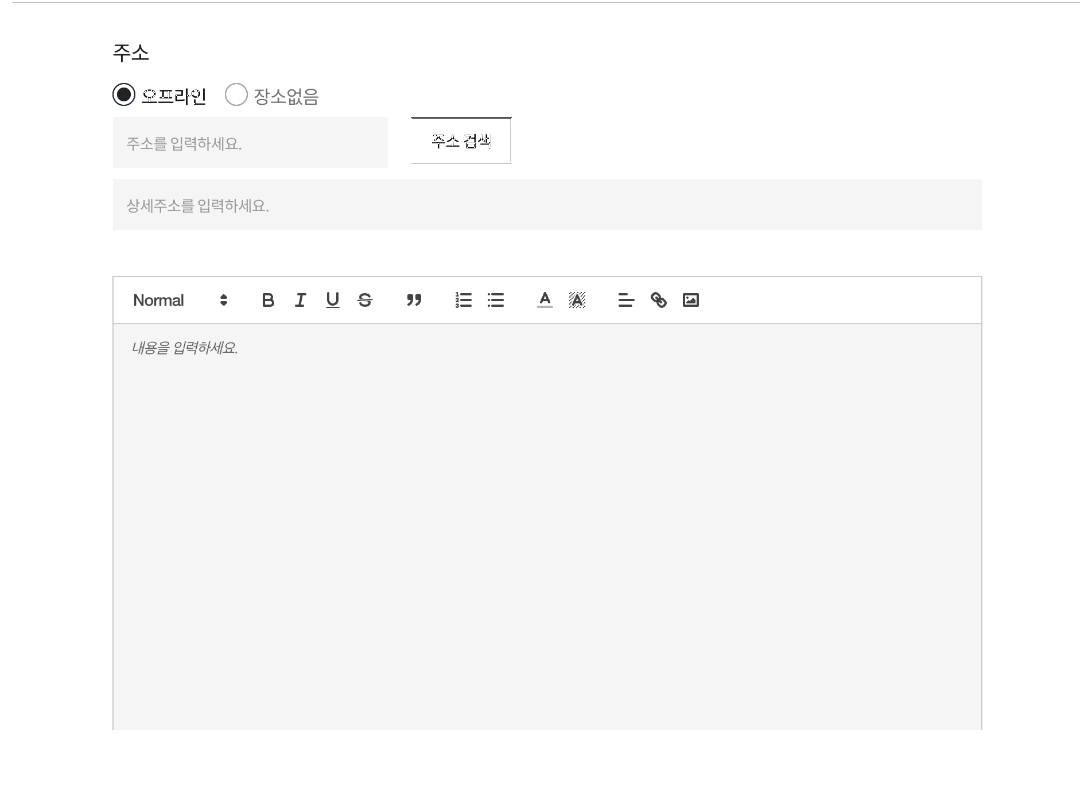 주소
오프라인 장소없음
주소를 입력하세요. 주소 검색
상세주소를 입력하세요.
Normal B I U S A A
내용을 입력하세요.